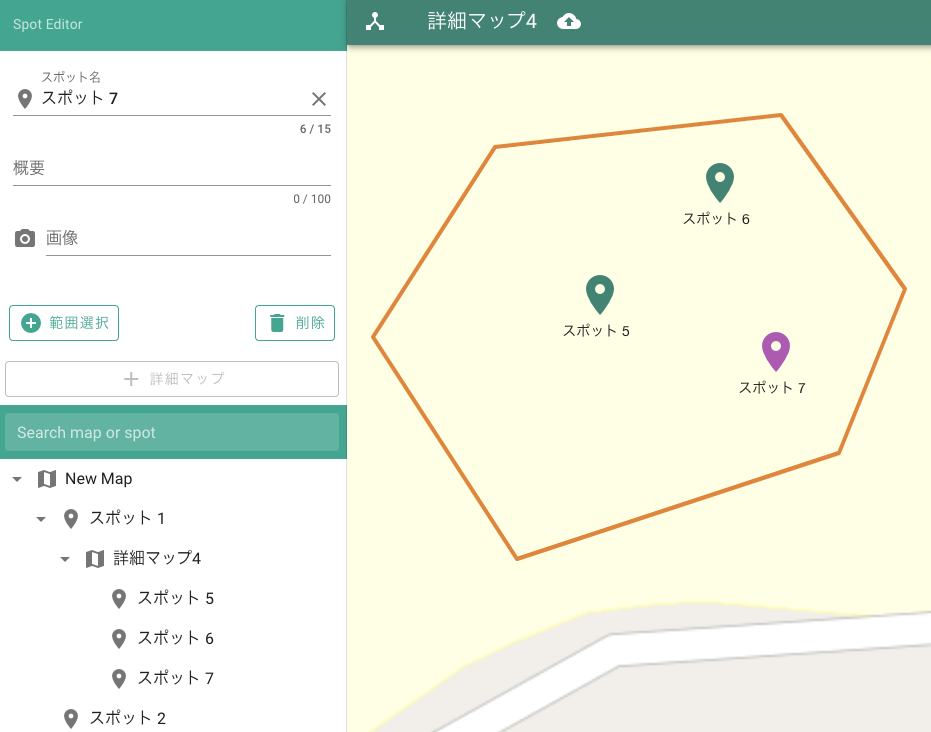 Spot Editor
詳細マップ4
スポット名
スポット 7
6 / 15
概要
0 / 100
画像
範囲選択
削除
詳細マップ
Search map or spot
New Map
スポット 1
詳細マップ4
スポット 5
スポット 6
スポット 7
スポット 2
スポット 6
スポット 5
スポット 7